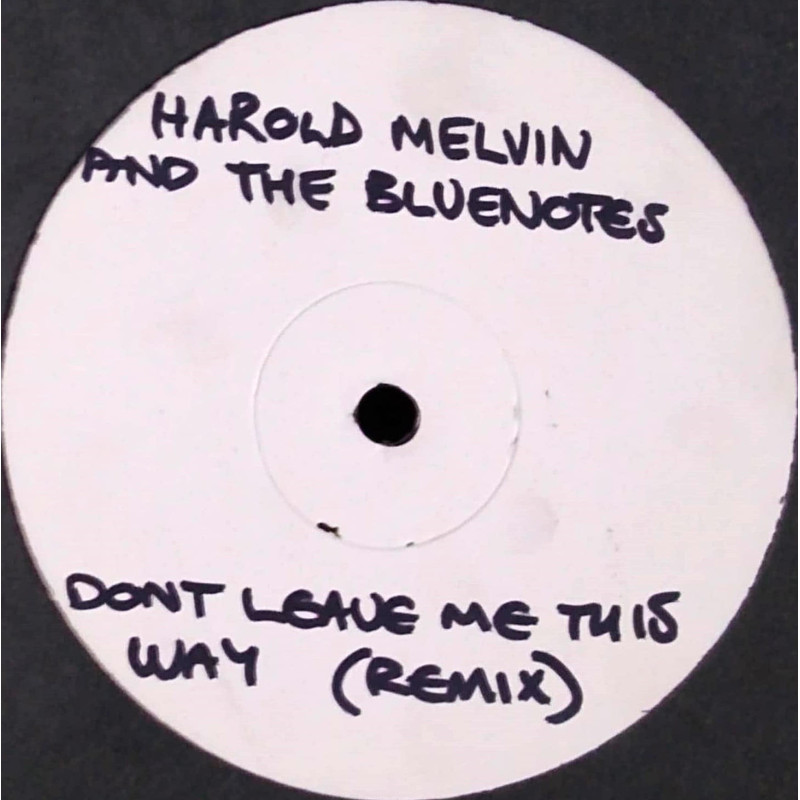 HAROLD MELVIN
AND THE BLUENOTES
DONT LEAVE ME THIS
WAY (REMIX)